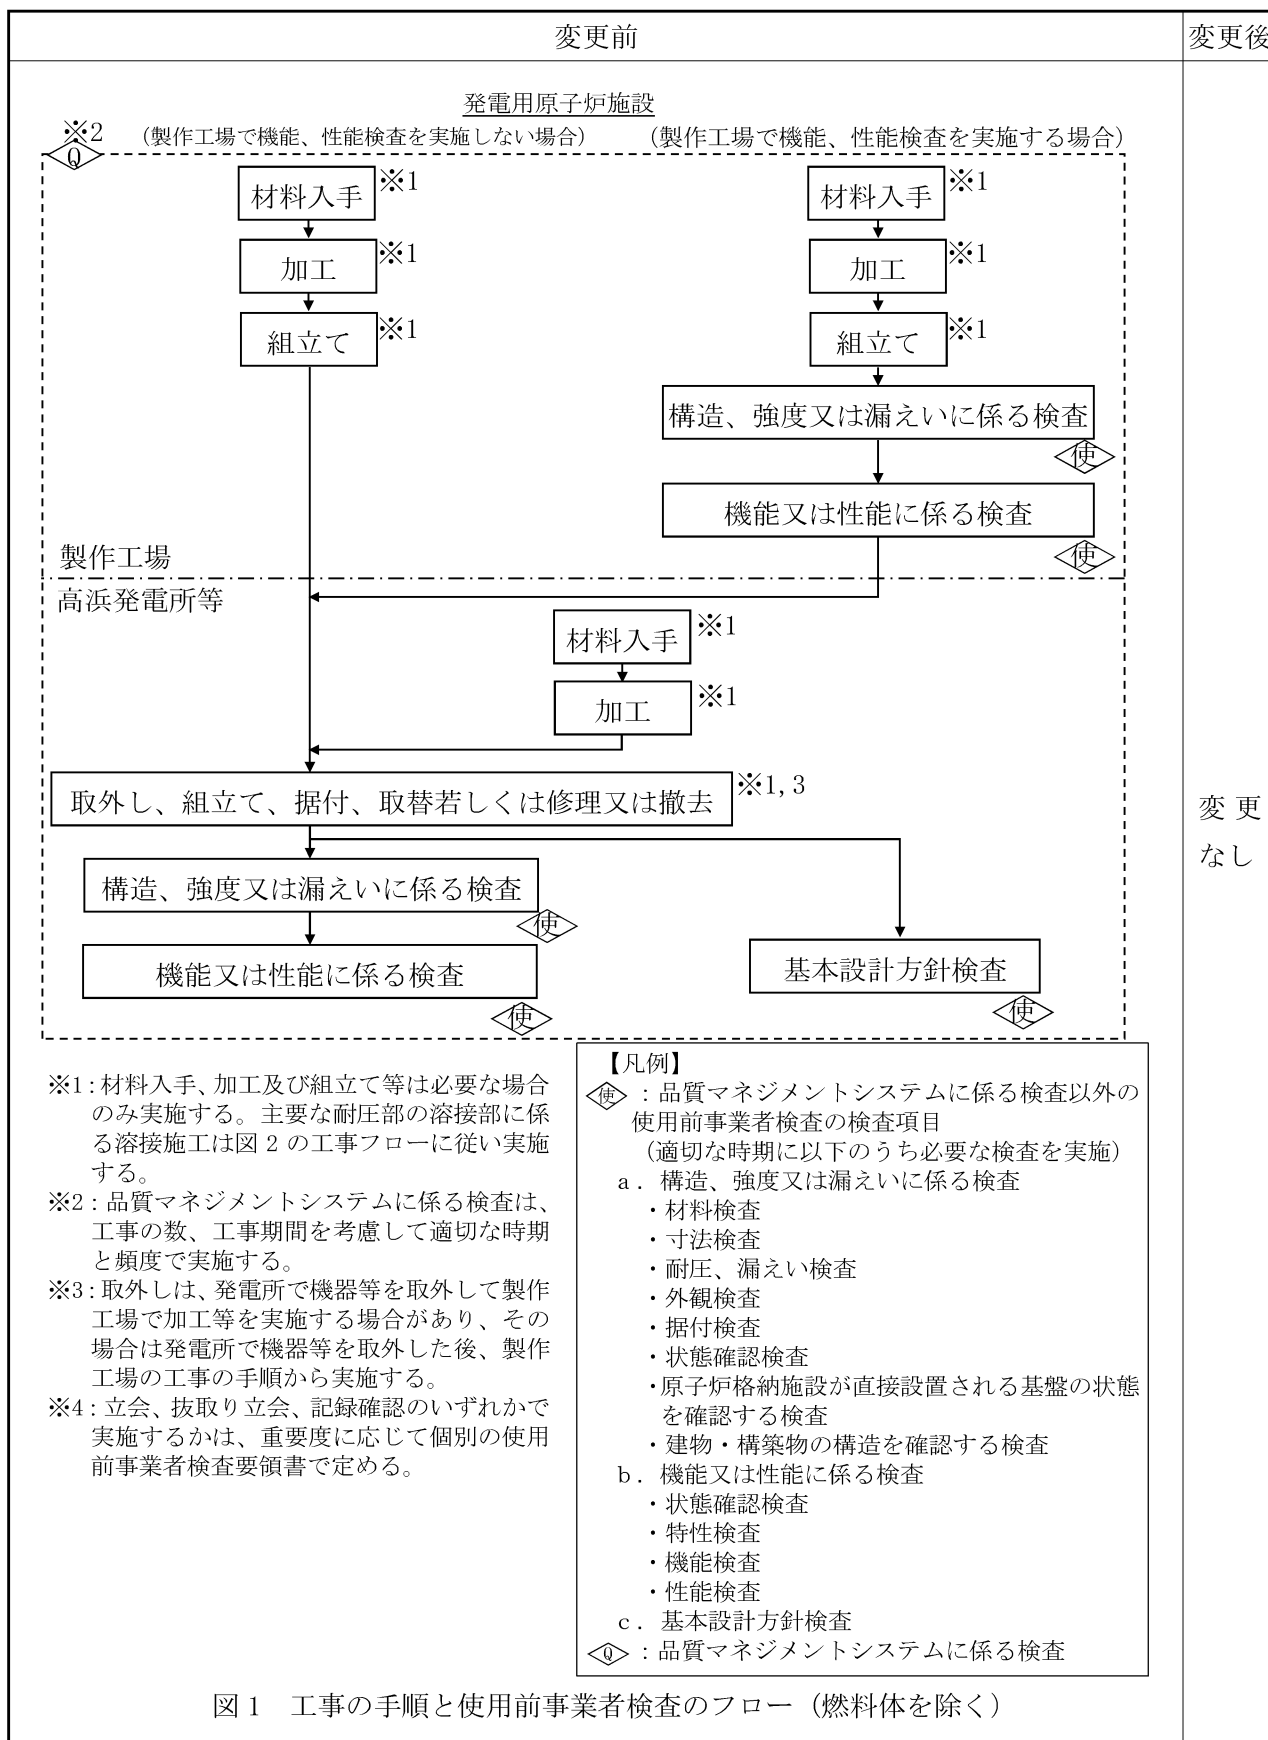 変更前
変更後
発電用原子炉施設
※2
(製作工場で機能、性能検査を実施しない場合)
(製作工場で機能、性能検査を実施する場合)
Q
材料入手
※1
加工
※1
組立て
※1
材料入手
※1
加工
※1
組立て
※1
構造、強度又は漏えいに係る検査
使
機能又は性能に係る検査
使
製作工場
高浜発電所等
材料入手
※1
加工
※1
取外し、組立て、据付、取替若しくは修理又は撤去
※1,3
構造、強度又は漏えいに係る検査
使
機能又は性能に係る検査
使
基本設計方針検査
使
変更
なし
※1:材料入手、加工及び組立て等は必要な場合
のみ実施する。主要な耐圧部の溶接部に係
る溶接施工は図2の工事フローに従い実施
する。
※2:品質マネジメントシステムに係る検査は、
工事の数、工事期間を考慮して適切な時期
と頻度で実施する。
※3:取外しは、発電所で機器等を取外して製作
工場で加工等を実施する場合があり、その
場合は発電所で機器等を取外した後、製作
工場の工事の手順から実施する。
※4:立会、抜取り立会、記録確認のいずれかで
実施するかは、重要度に応じて個別の使用
前事業者検査要領書で定める。
【凡例】
使:品質マネジメントシステムに係る検査以外の
使用前事業者検査の検査項目
(適切な時期に以下のうち必要な検査を実施)
a. 構造、強度又は漏えいに係る検査
・材料検査
・寸法検査
・耐圧、漏えい検査
・外観検査
・据付検査
・状態確認検査
・原子炉格納施設が直接設置される基盤の状態
を確認する検査
・建物・構築物の構造を確認する検査
b. 機能又は性能に係る検査
・状態確認検査
・特性検査
・機能検査
・性能検査
c. 基本設計方針検査
Q:品質マネジメントシステムに係る検査
図1 工事の手順と使用前事業者検査のフロー(燃料体を除く)